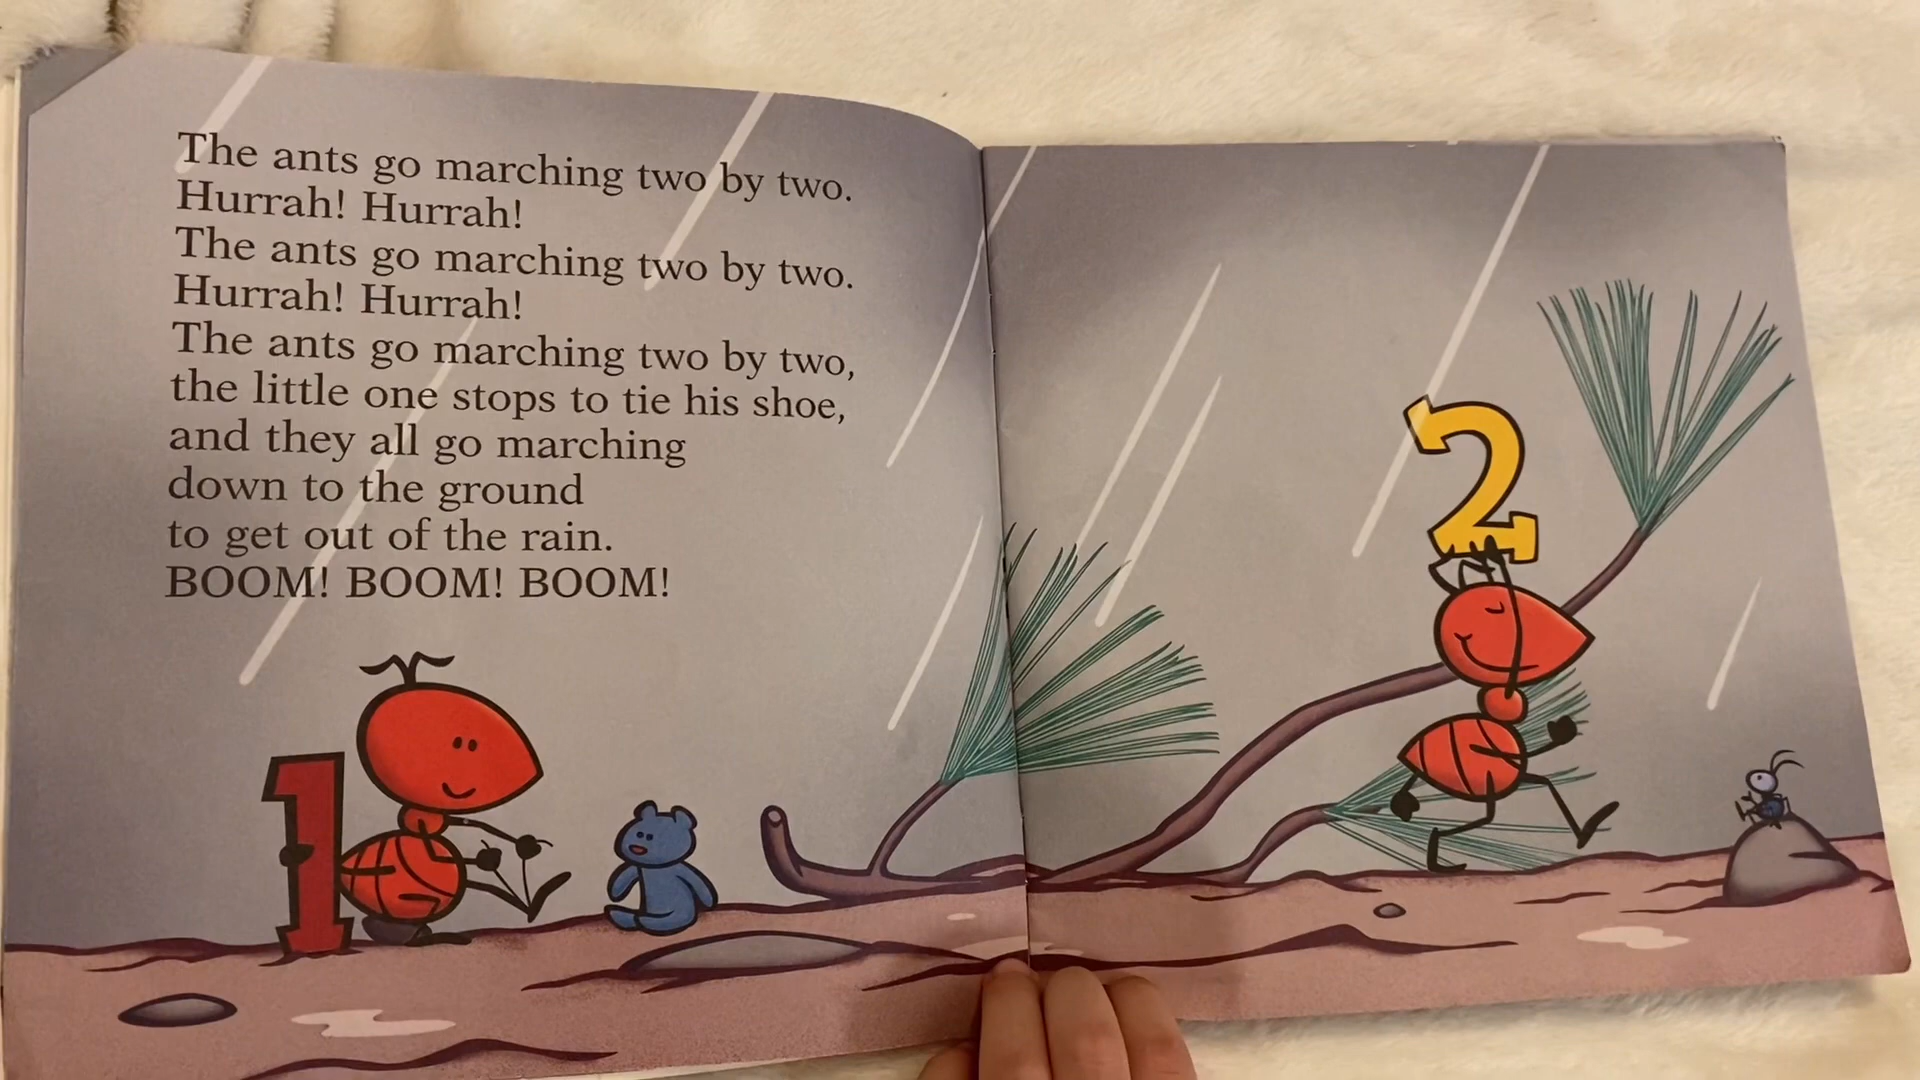 The ants go marching two by two.
Hurrah! Hurrah!
The ants go marching two by two.
Hurrah! Hurrah!
The ants go marching two by two,
the little one stops to tie his shoe,
and they all go marching
down to the ground
to get out of the rain.
BOOM! BOOM! BOOM!
1
2